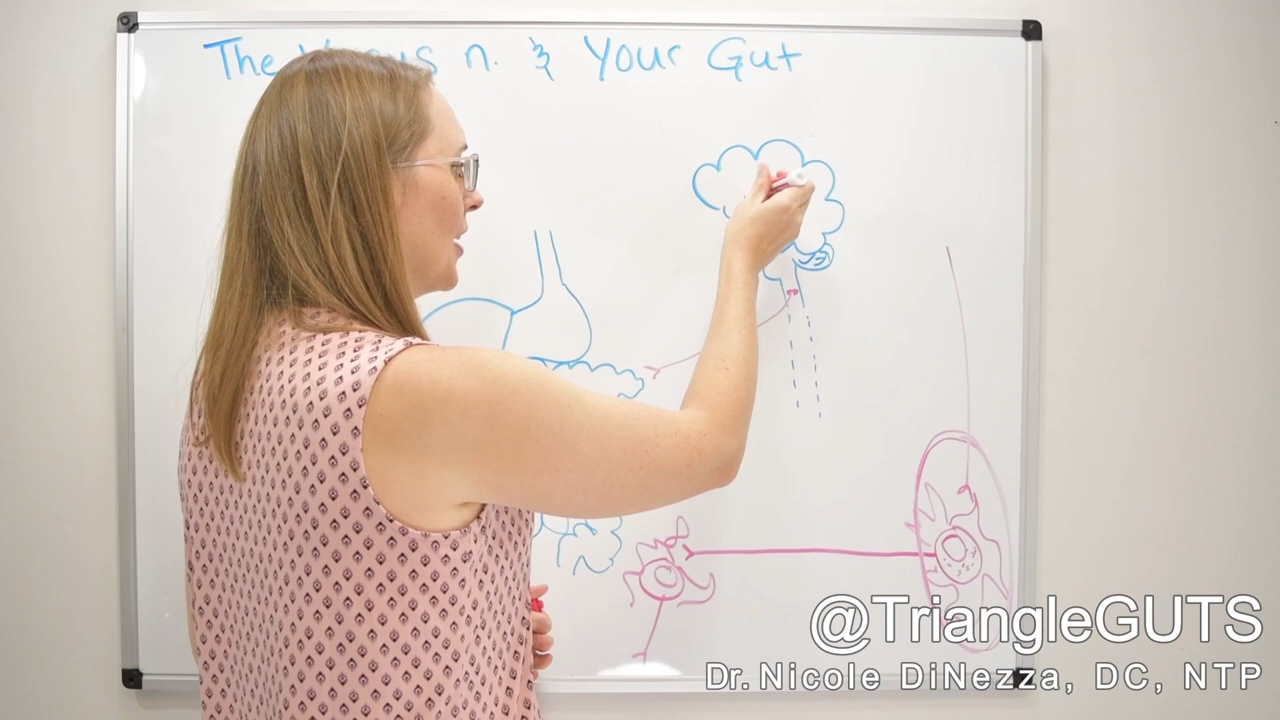 The n. & Your Gut
@TriangleGUTS
Dr. Nicole DiNezza, DC, NTP